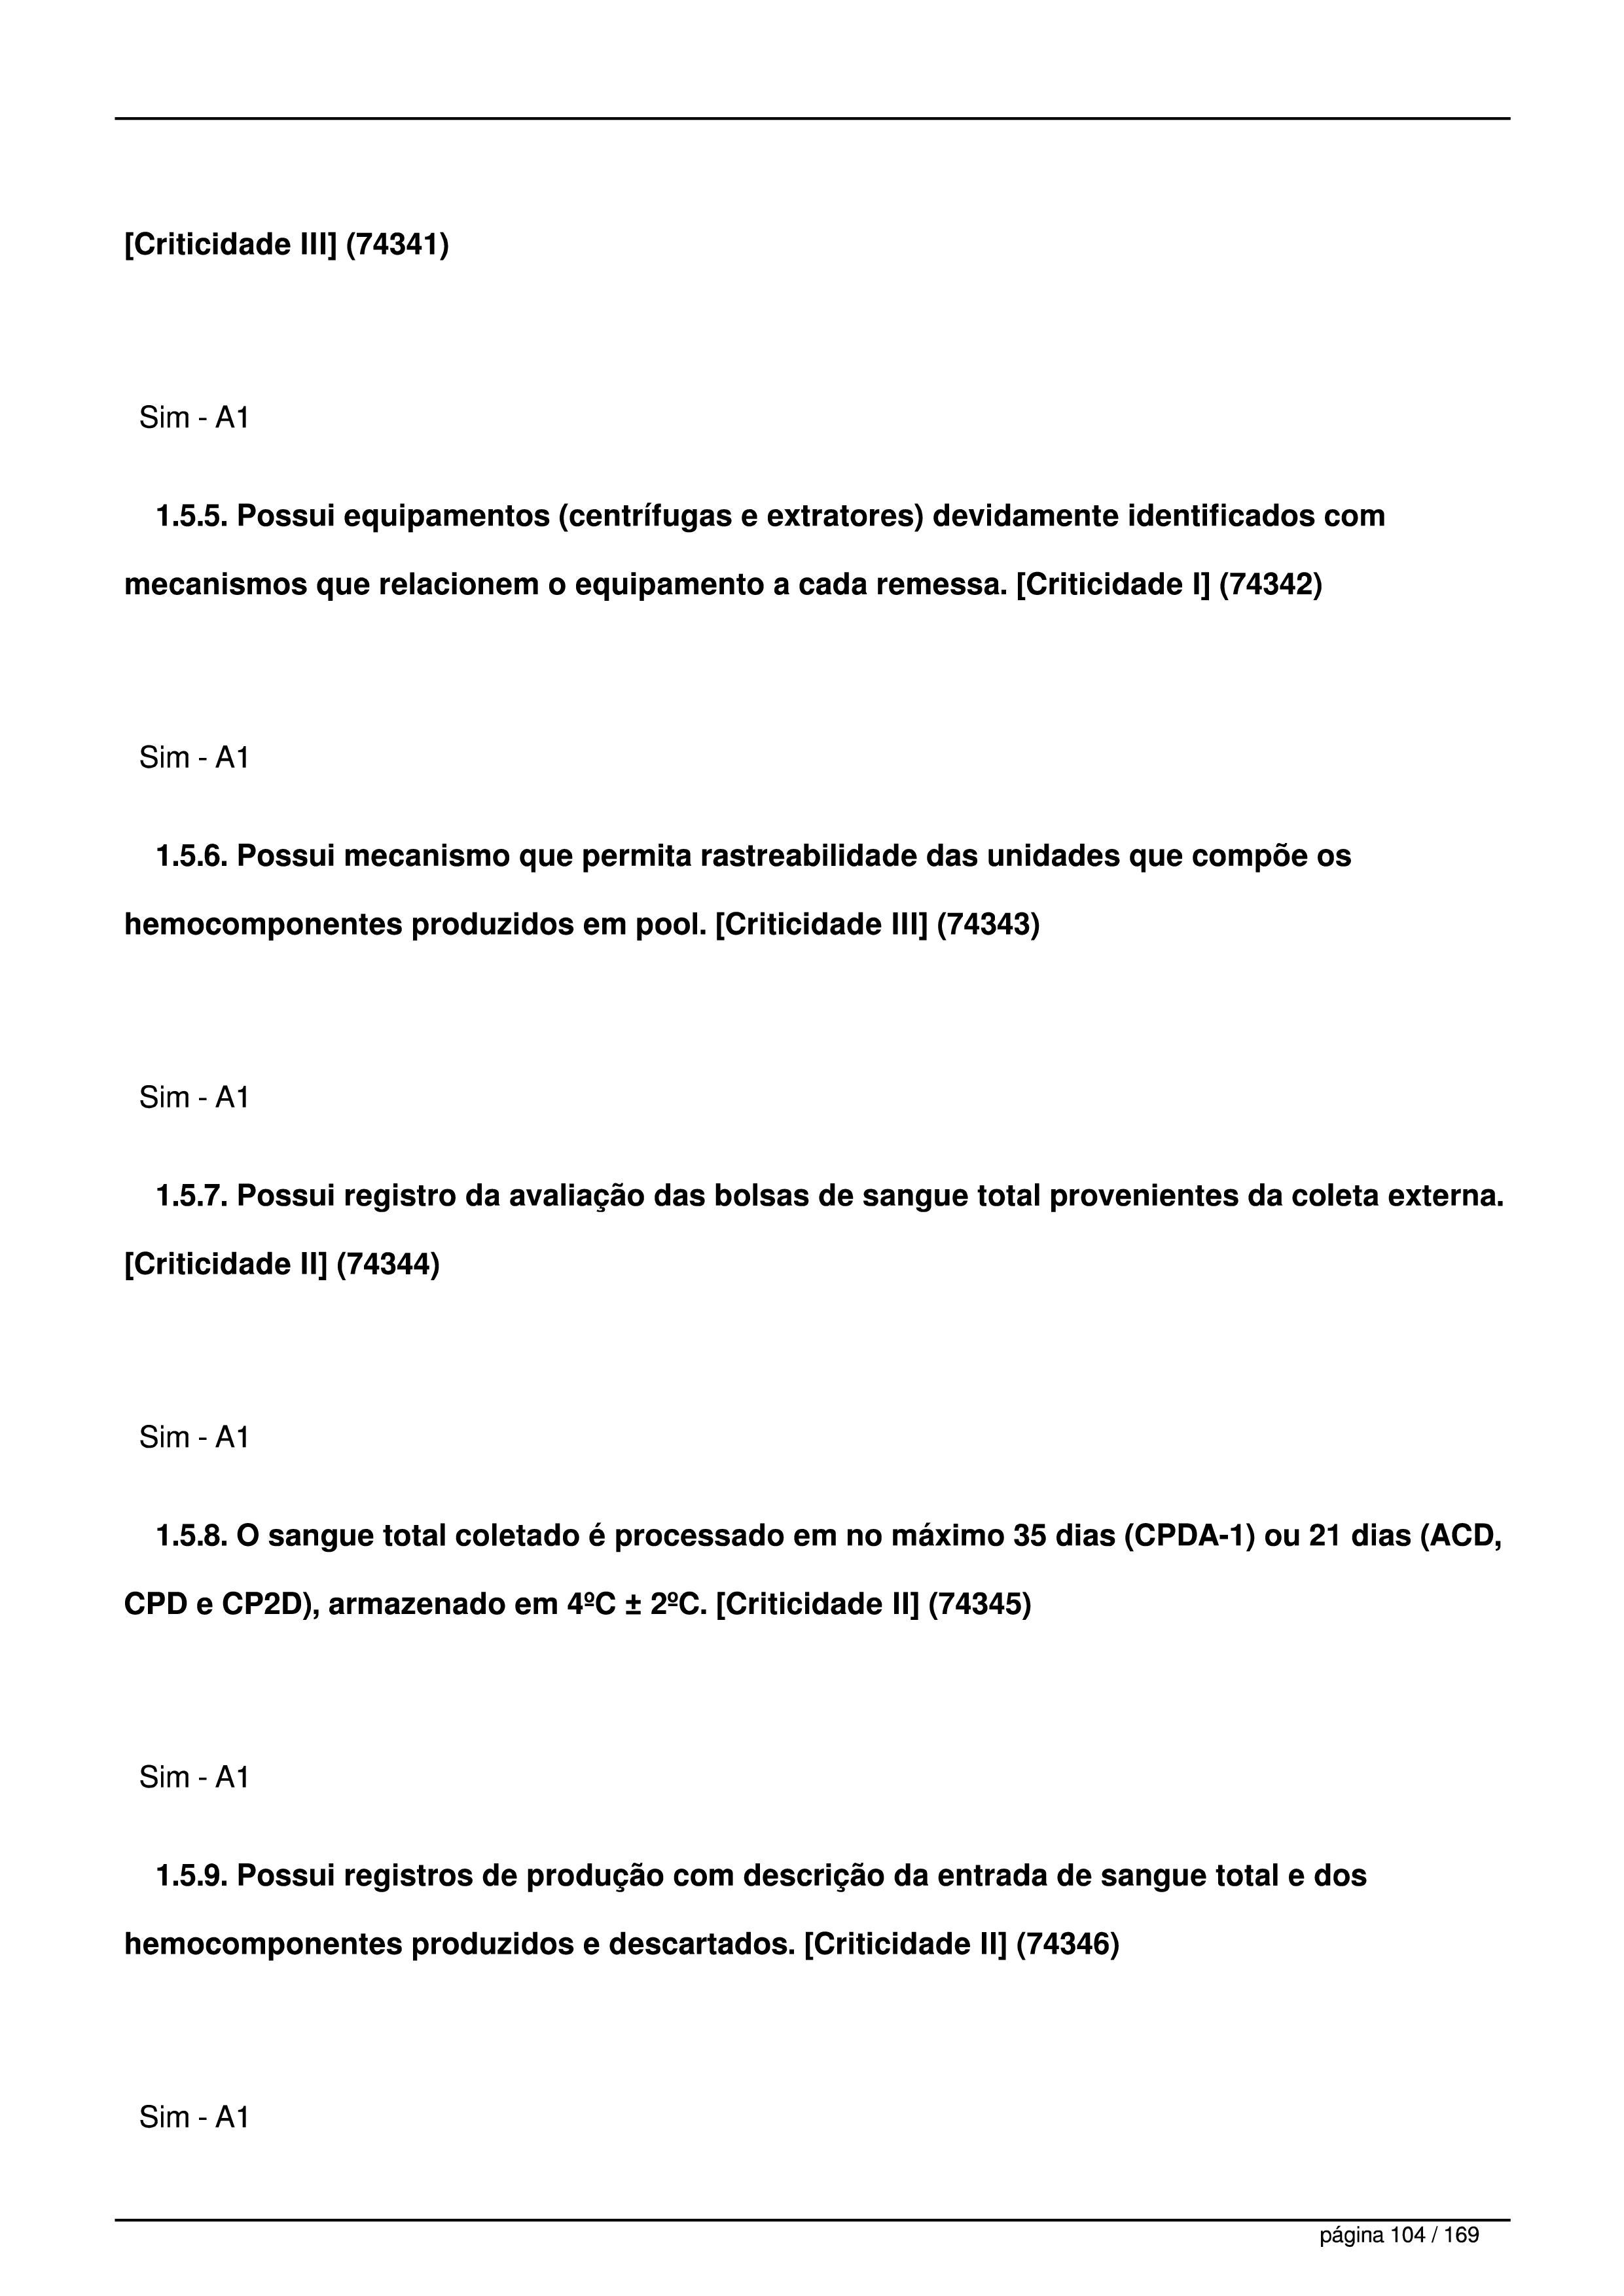 [Criticidade III] (74341)
Sim - A1
1.5.5. Possui equipamentos (centrífugas e extratores) devidamente identificados com
mecanismos que relacionem o equipamento a cada remessa. [Criticidade I] (74342)
Sim - A1
1.5.6. Possui mecanismo que permita rastreabilidade das unidades que compõe os
hemocomponentes produzidos em pool. [Criticidade III] (74343)
Sim - A1
1.5.7. Possui registro da avaliação das bolsas de sangue total provenientes da coleta externa.
[Criticidade II] (74344)
Sim - A1
1.5.8. O sangue total coletado é processado em no máximo 35 dias (CPDA-1) ou 21 dias (ACD,
CPD e CP2D), armazenado em 4ºC ± 2ºC. [Criticidade II] (74345)
Sim - A1
1.5.9. Possui registros de produção com descrição da entrada de sangue total e dos
hemocomponentes produzidos e descartados. [Criticidade II] (74346)
Sim - A1
página 104 / 169